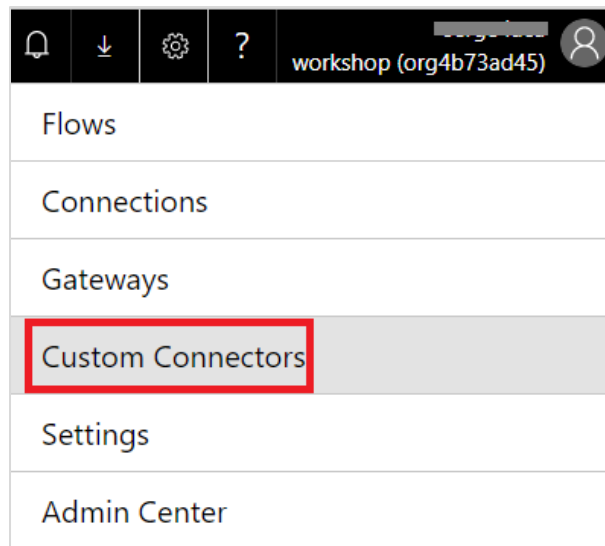 ?
workshop (org4b73ad45)
Flows
Connections
Gateways
Custom Connectors
Settings
Admin Center